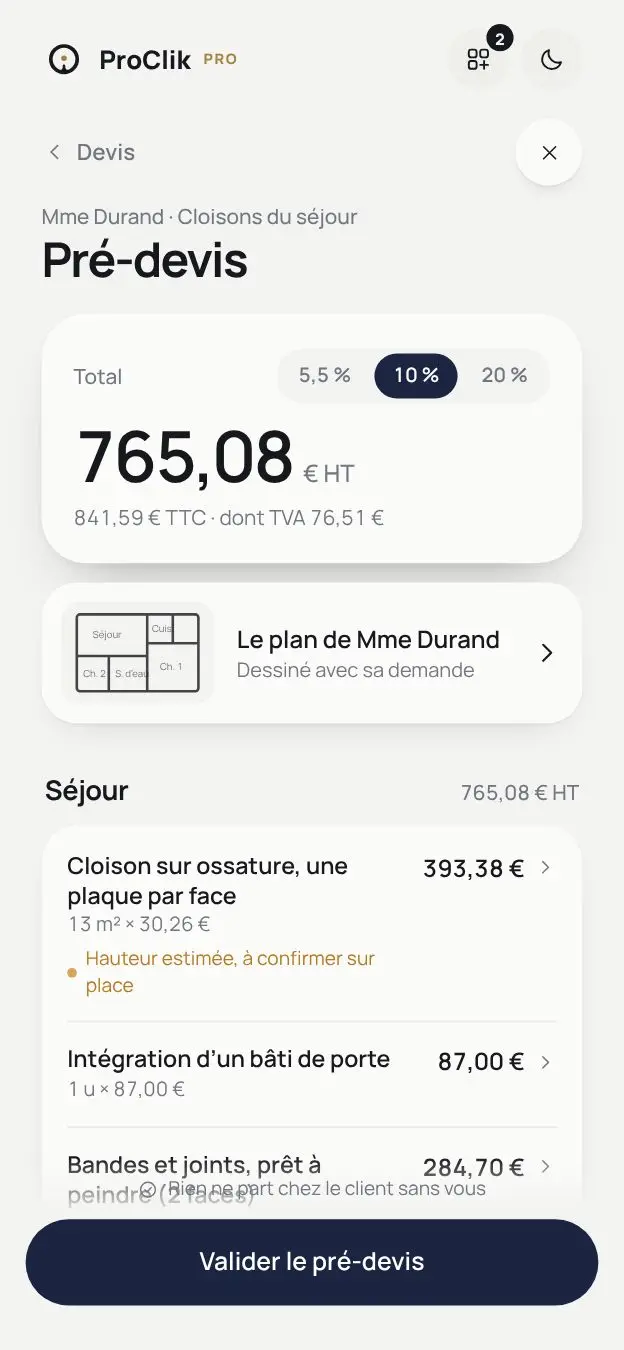 ProClik PRO
2
Devis
Mme Durand · Cloisons du séjour
Pré-devis
Total
5,5 %
10 %
20 %
765,08 € HT
841,59 € TTC · dont TVA 76,51 €
Séjour
Cuis
Ch. 2
S. d'eau
Ch. 1
Le plan de Mme Durand
Dessiné avec sa demande
Séjour
765,08 € HT
Cloison sur ossature, une
plaque par face
393,38 €
13 m² × 30,26 €
Hauteur estimée, à confirmer sur
place
Intégration d’un bâti de porte
87,00 €
1 u × 87,00 €
Bandes et joints, prêt à
peindre (2 faces)
284,70 €
Rien ne part chez le client sans vous
Valider le pré-devis